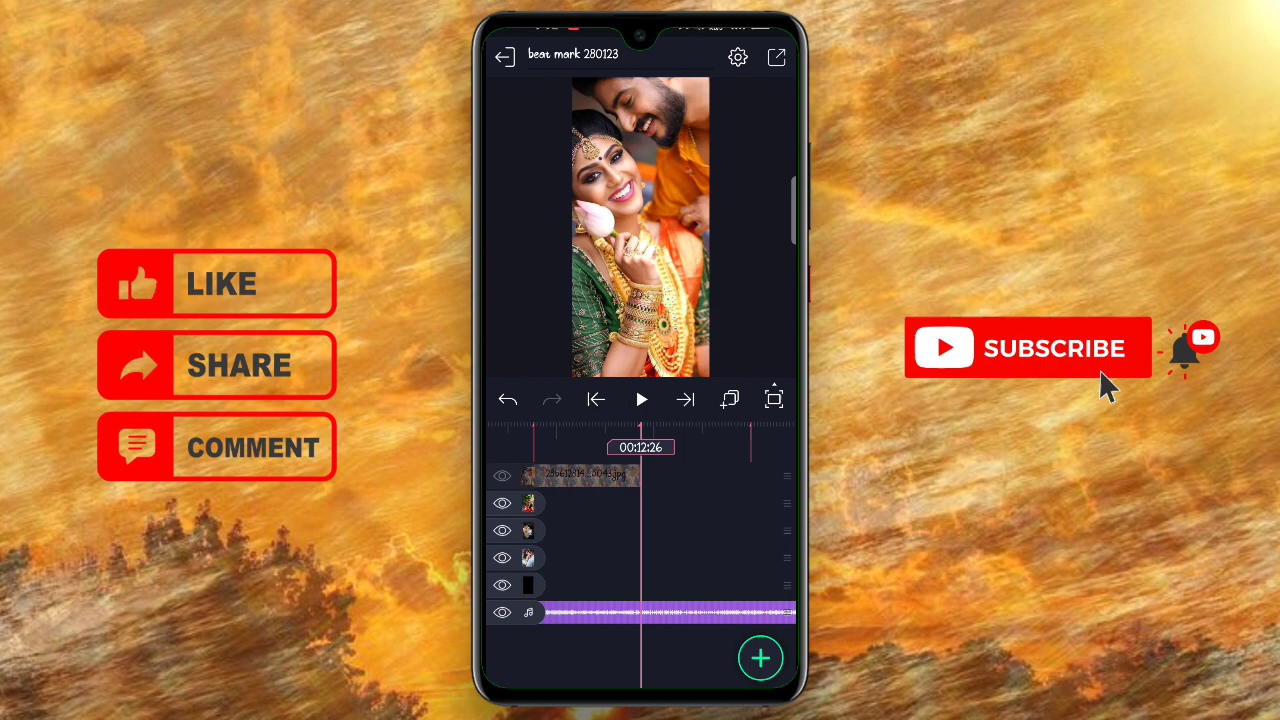 beat mark 280123
LIKE
SHARE
COMMENT
SUBSCRIBE
00:12:26